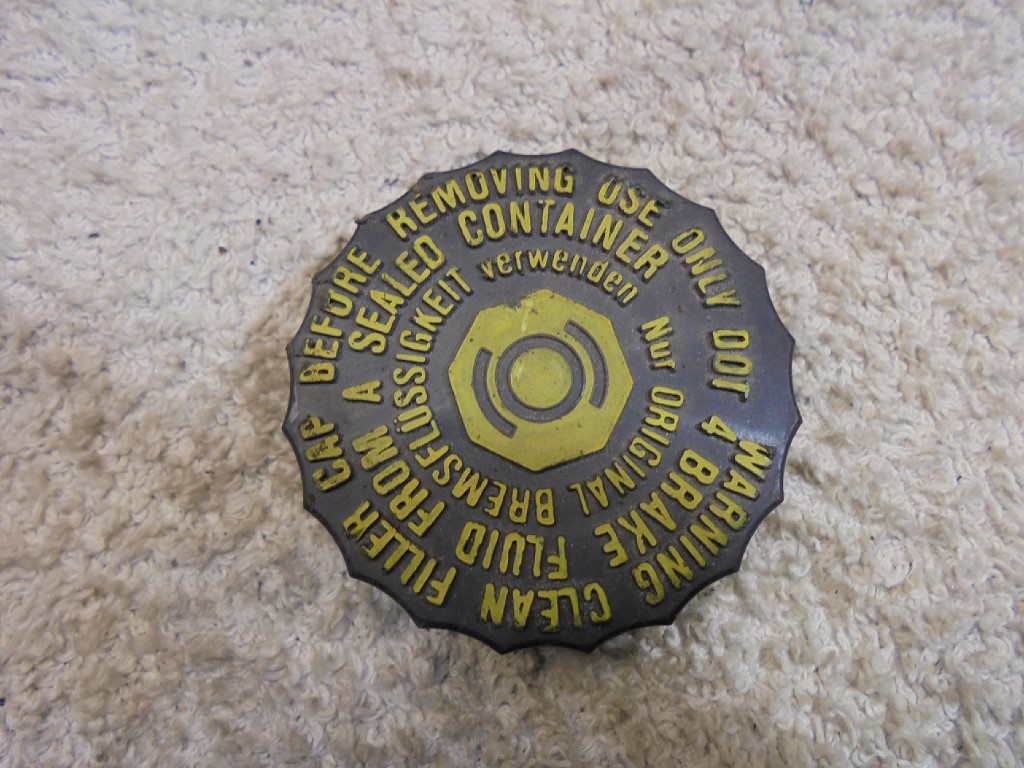 WARNING CLEAN FILLER CAP BEFORE REMOVING USE ONLY DOT 4
BRAKE FLUID FROM A SEALED CONTAINER
Nur ORIGINAL BREMSFLÜSSIGKEIT verwenden